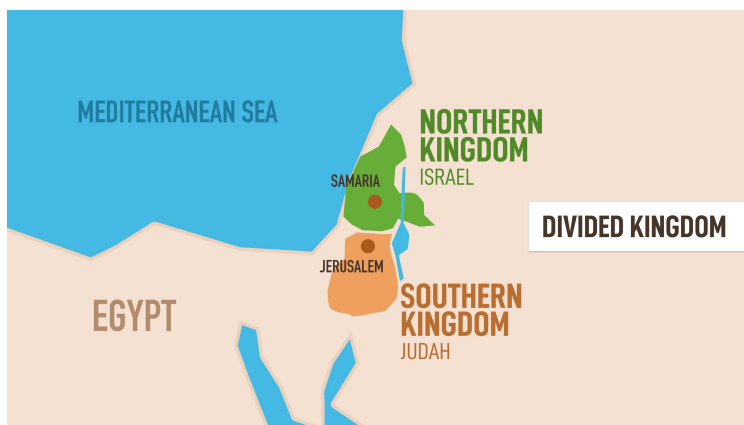 MEDITERRANEAN SEA
NORTHERN
KINGDOM
ISRAEL
SAMARIA
DIVIDED KINGDOM
JERUSALEM
EGYPT
SOUTHERN
KINGDOM
JUDAH